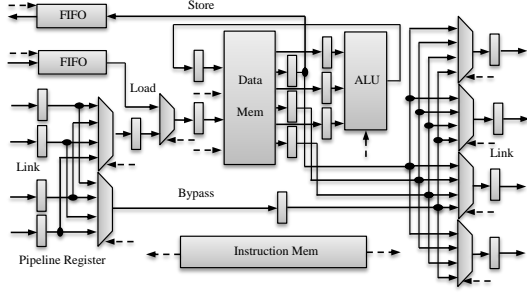 Store
FIFO
FIFO
Load
Data
Mem
ALU
Link
Link
Bypass
Instruction Mem
Pipeline Register